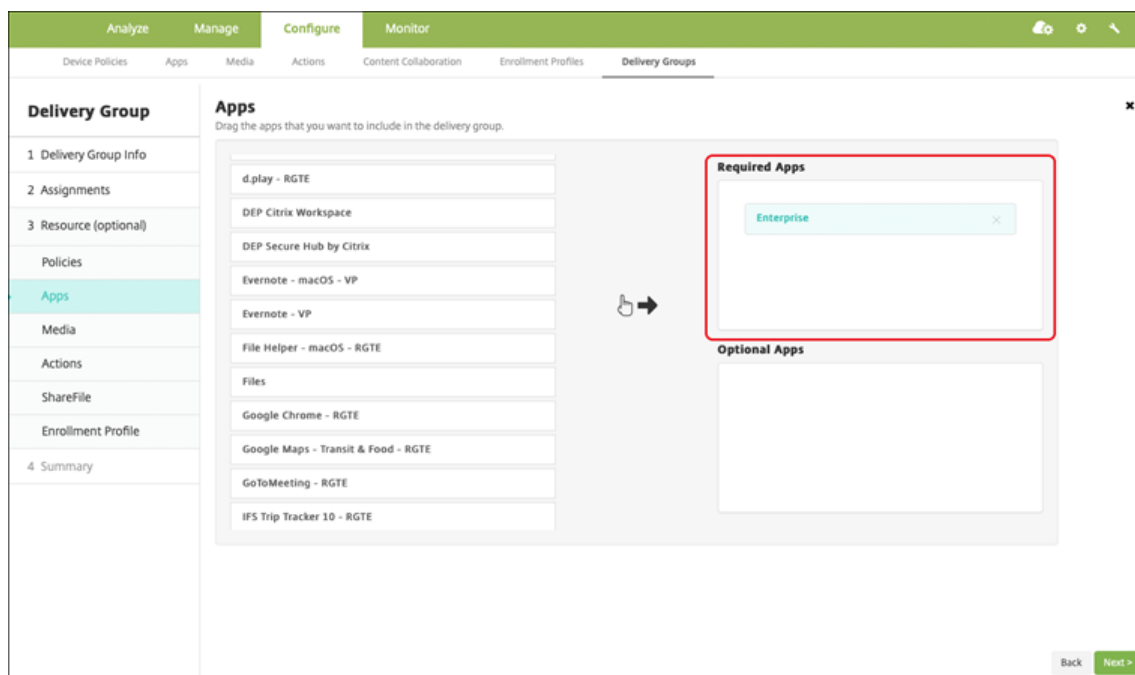 Analyze Manage Configure Monitor
Device Policies Apps Media Actions Content Collaboration Enrollment Profiles Delivery Groups
Delivery Group
1 Delivery Group Info
2 Assignments
3 Resource (optional)
Policies
Apps
Media
Actions
ShareFile
Enrollment Profile
4 Summary
Apps
Drag the apps that you want to include in the delivery group.
d.play - RGTE
DEP Citrix Workspace
DEP Secure Hub by Citrix
Evernote - macOS - VP
Evernote - VP
File Helper - macOS - RGTE
Files
Google Chrome - RGTE
Google Maps - Transit & Food - RGTE
GoToMeeting - RGTE
IFS Trip Tracker 10 - RGTE
Required Apps
Enterprise
Optional Apps
Back Next >